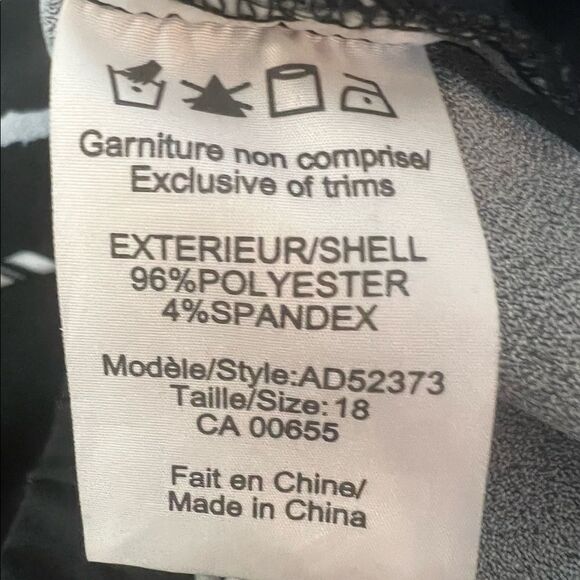 Garniture non comprise/
Exclusive of trims
EXTERIEUR/SHELL
96%POLYESTER
4%SPANDEX
Modèle/Style:AD52373
Taille/Size:18
CA 00655
Fait en Chine/
Made in China